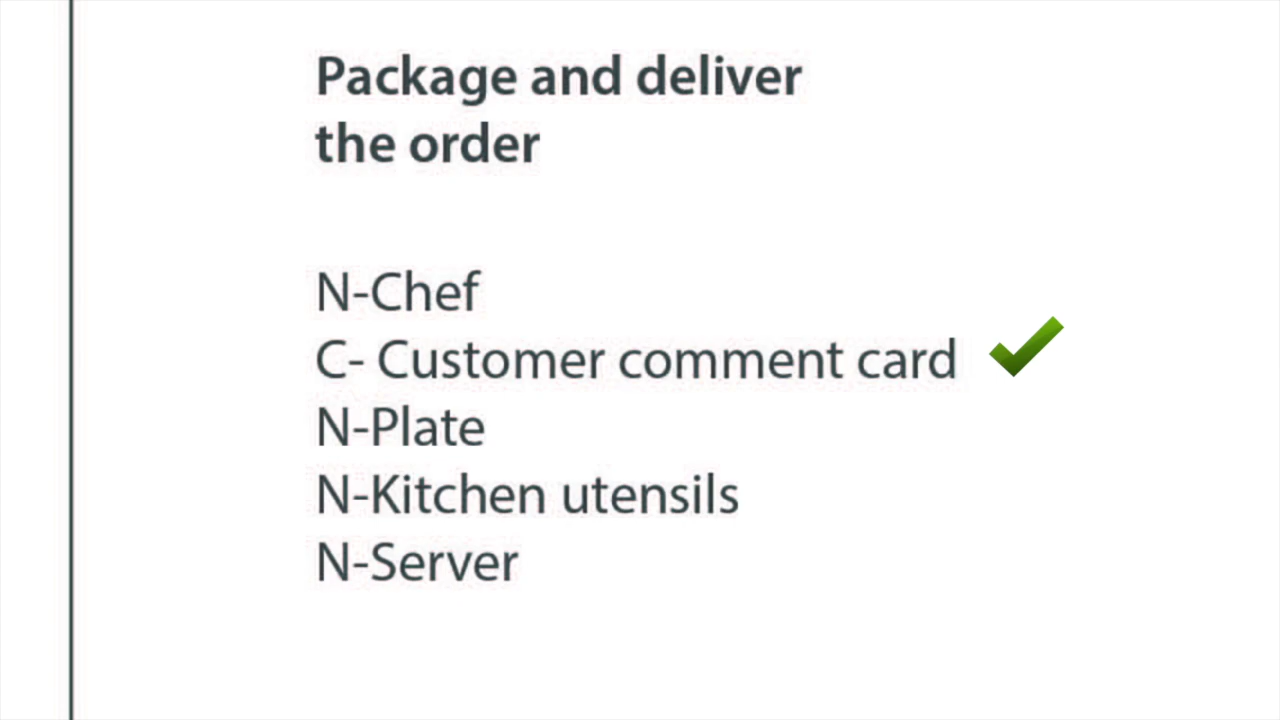 Package and deliver
the order
N-Chef
C- Customer comment card
N-Plate
N-Kitchen utensils
N-Server